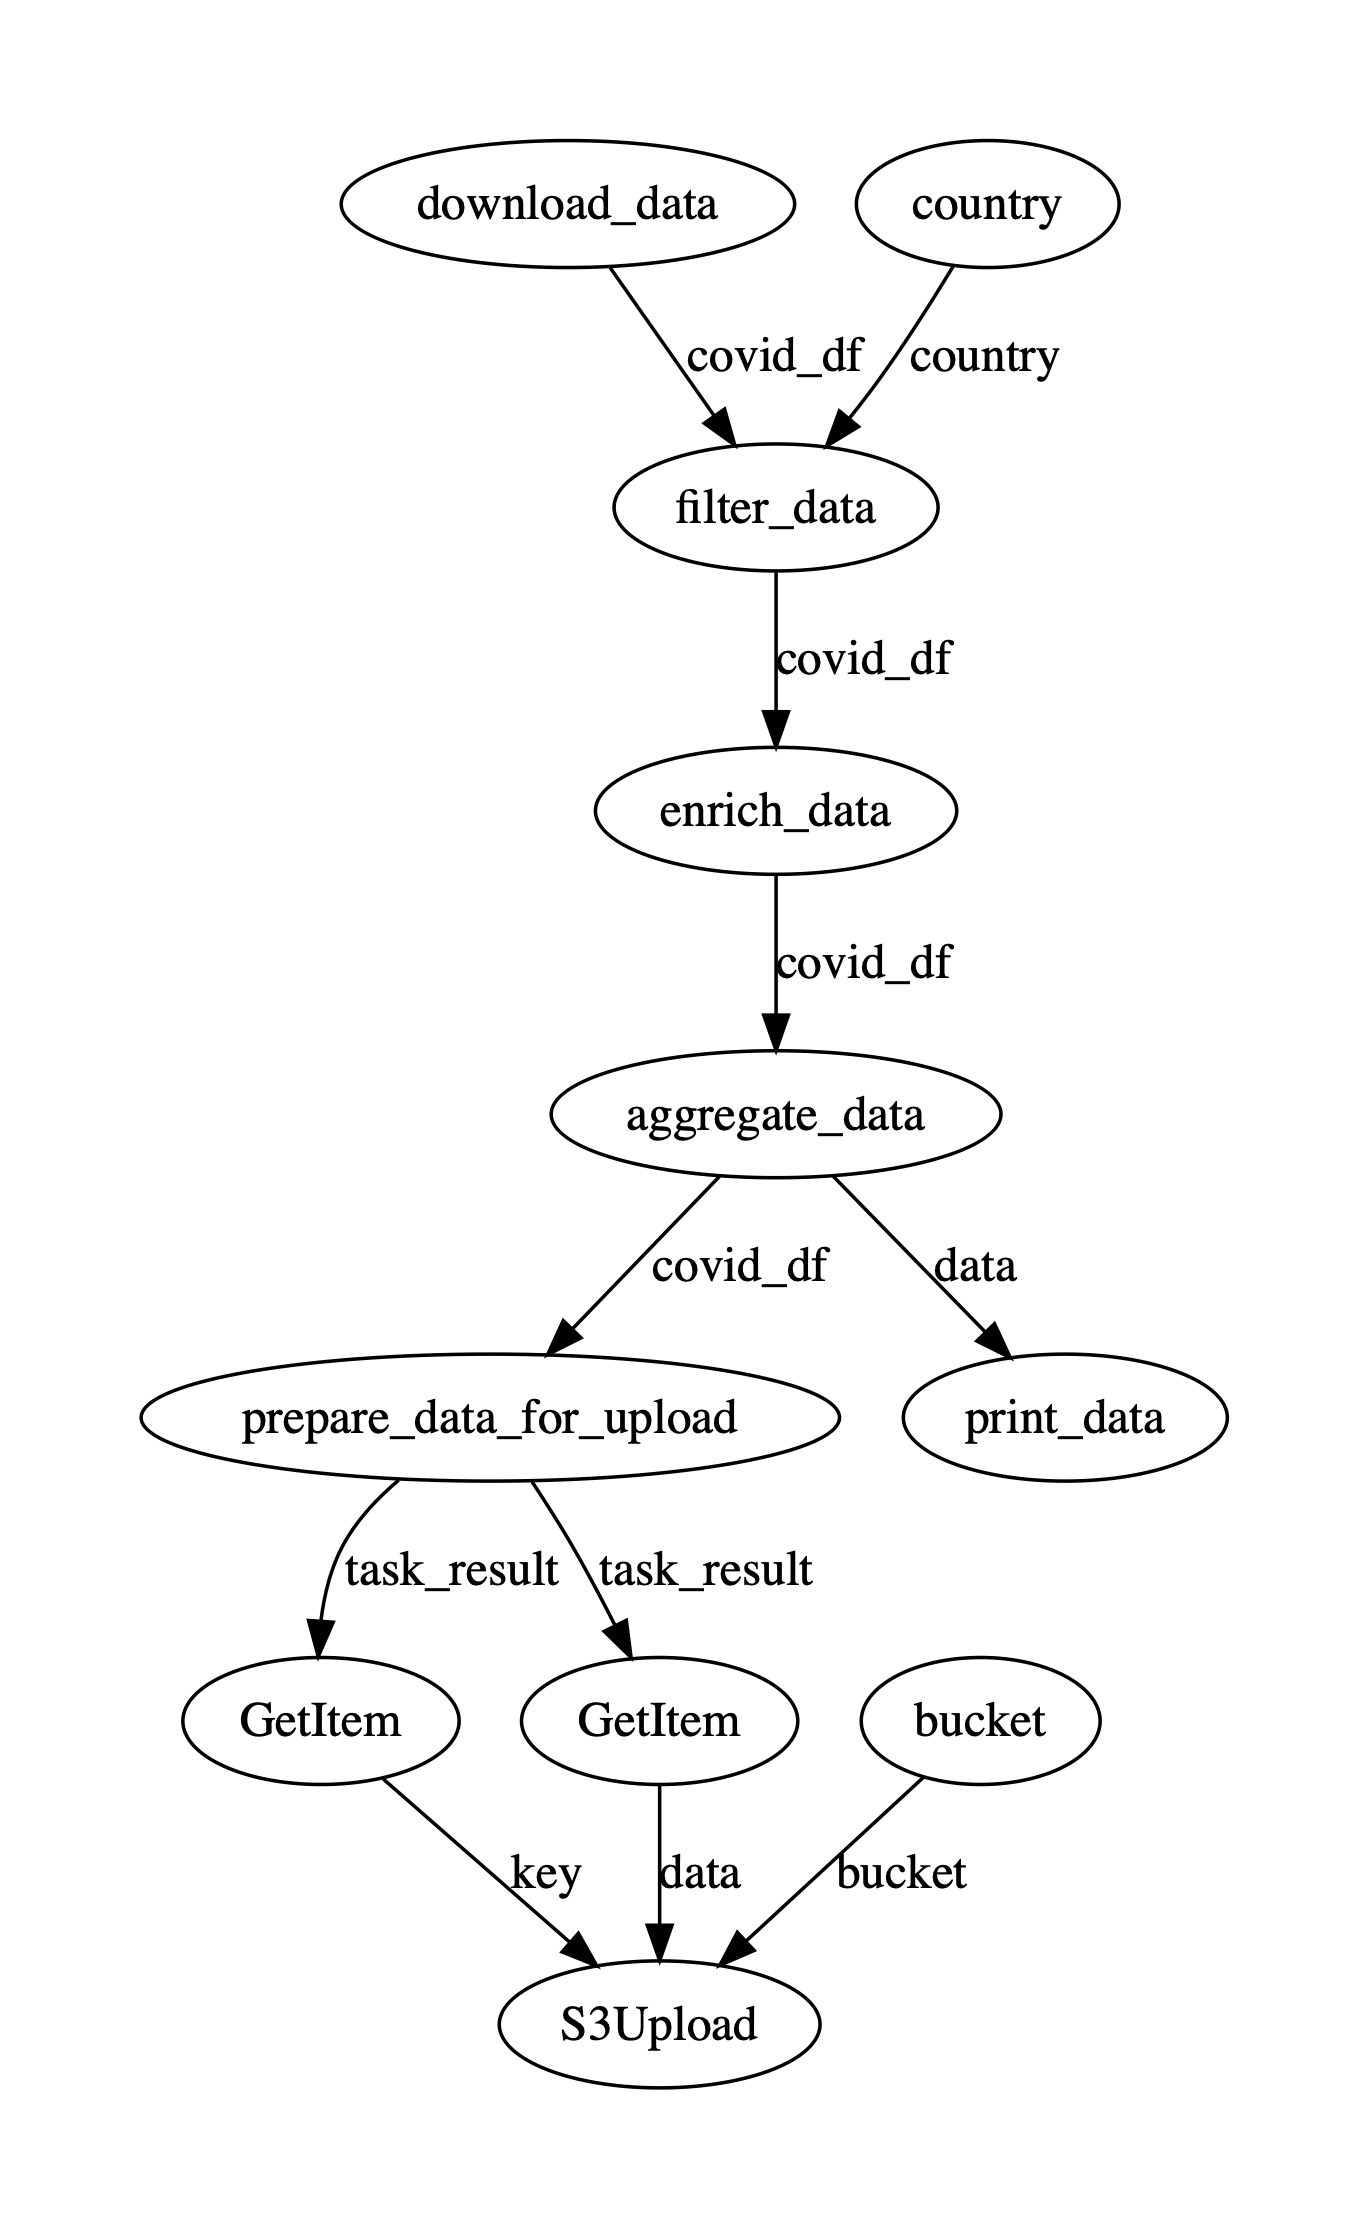 download_data
country
covid_df
country
filter_data
covid_df
enrich_data
covid_df
aggregate_data
covid_df
data
prepare_data_for_upload
print_data
task_result
task_result
GetItem
GetItem
bucket
key
data
bucket
S3Upload